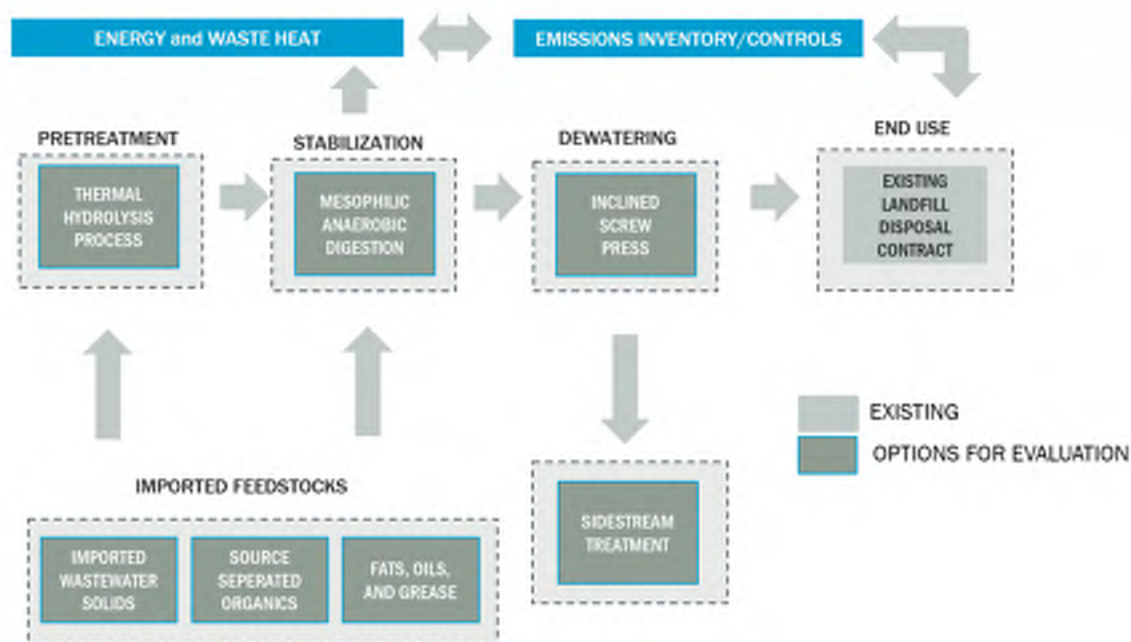 ENERGY and WASTE HEAT
EMISSIONS INVENTORY/CONTROLS
PRETREATMENT
STABILIZATION
DEWATERING
END USE
THERMAL
HYDROLYSIS
PROCESS
MESOPHILIC
ANAEROBIC
DIGESTION
INCLINED
SCREW
PRESS
EXISTING
LANDFILL
DISPOSAL
CONTRACT
EXISTING
OPTIONS FOR EVALUATION
IMPORTED FEEDSTOCKS
IMPORTED
WASTEWATER
SOLIDS
SOURCE
SEPERATED
ORGANICS
FATS, OILS,
AND GREASE
SIDESTREAM
TREATMENT